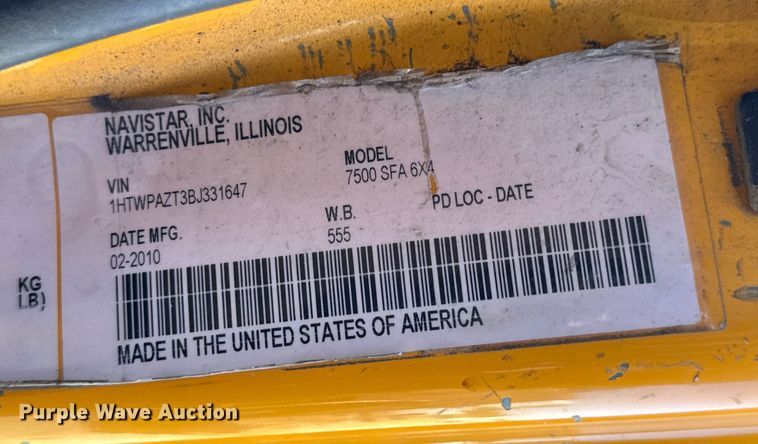 NAVISTAR, INC.
WARRENVILLE, ILLINOIS
VIN
1HTWPAZT3BJ331647
MODEL
7500 SFA 6X4
DATE MFG.
02-2010
W.B.
555
PD LOC - DATE
KG
LB)
MADE IN THE UNITED STATES OF AMERICA
Purple Wave Auction